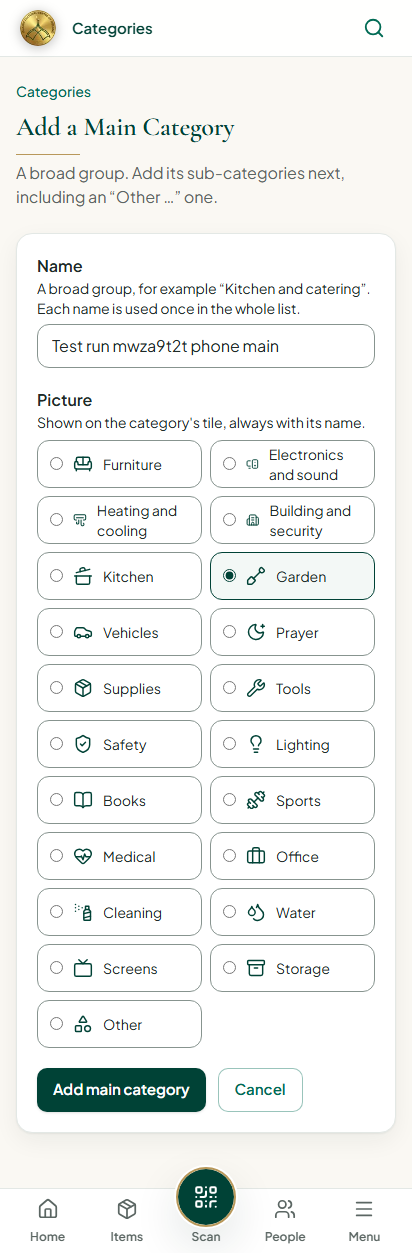 Categories
Categories
Add a Main Category
A broad group. Add its sub-categories next,
including an “Other …” one.
Name
A broad group, for example “Kitchen and catering”.
Each name is used once in the whole list.
Test run mwza9t2t phone main
Picture
Shown on the category's tile, always with its name.
Furniture
Electronics
and sound
Heating and
cooling
Building and
security
Kitchen
Garden
Vehicles
Prayer
Supplies
Tools
Safety
Lighting
Books
Sports
Medical
Office
Cleaning
Water
Screens
Storage
Other
Add main category
Cancel
Home
Items
Scan
People
Menu